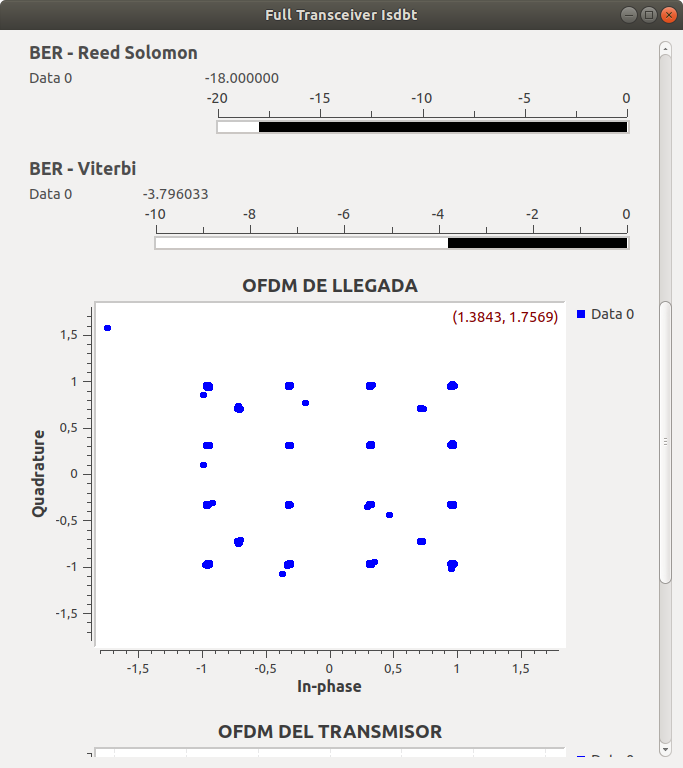 Full Transceiver Isdbt
BER - Reed Solomon
Data 0 -18.000000
-20 -15 -10 -5 0
BER - Viterbi
Data 0 -3.796033
-10 -8 -6 -4 -2 0
OFDM DE LLEGADA
(1.3843, 1.7569)
Data 0
1,5
1
0,5
0
-0,5
-1
-1,5
Quadrature
-1,5 -1 -0,5 0 0,5 1 1,5
In-phase
OFDM DEL TRANSMISOR
Data 0